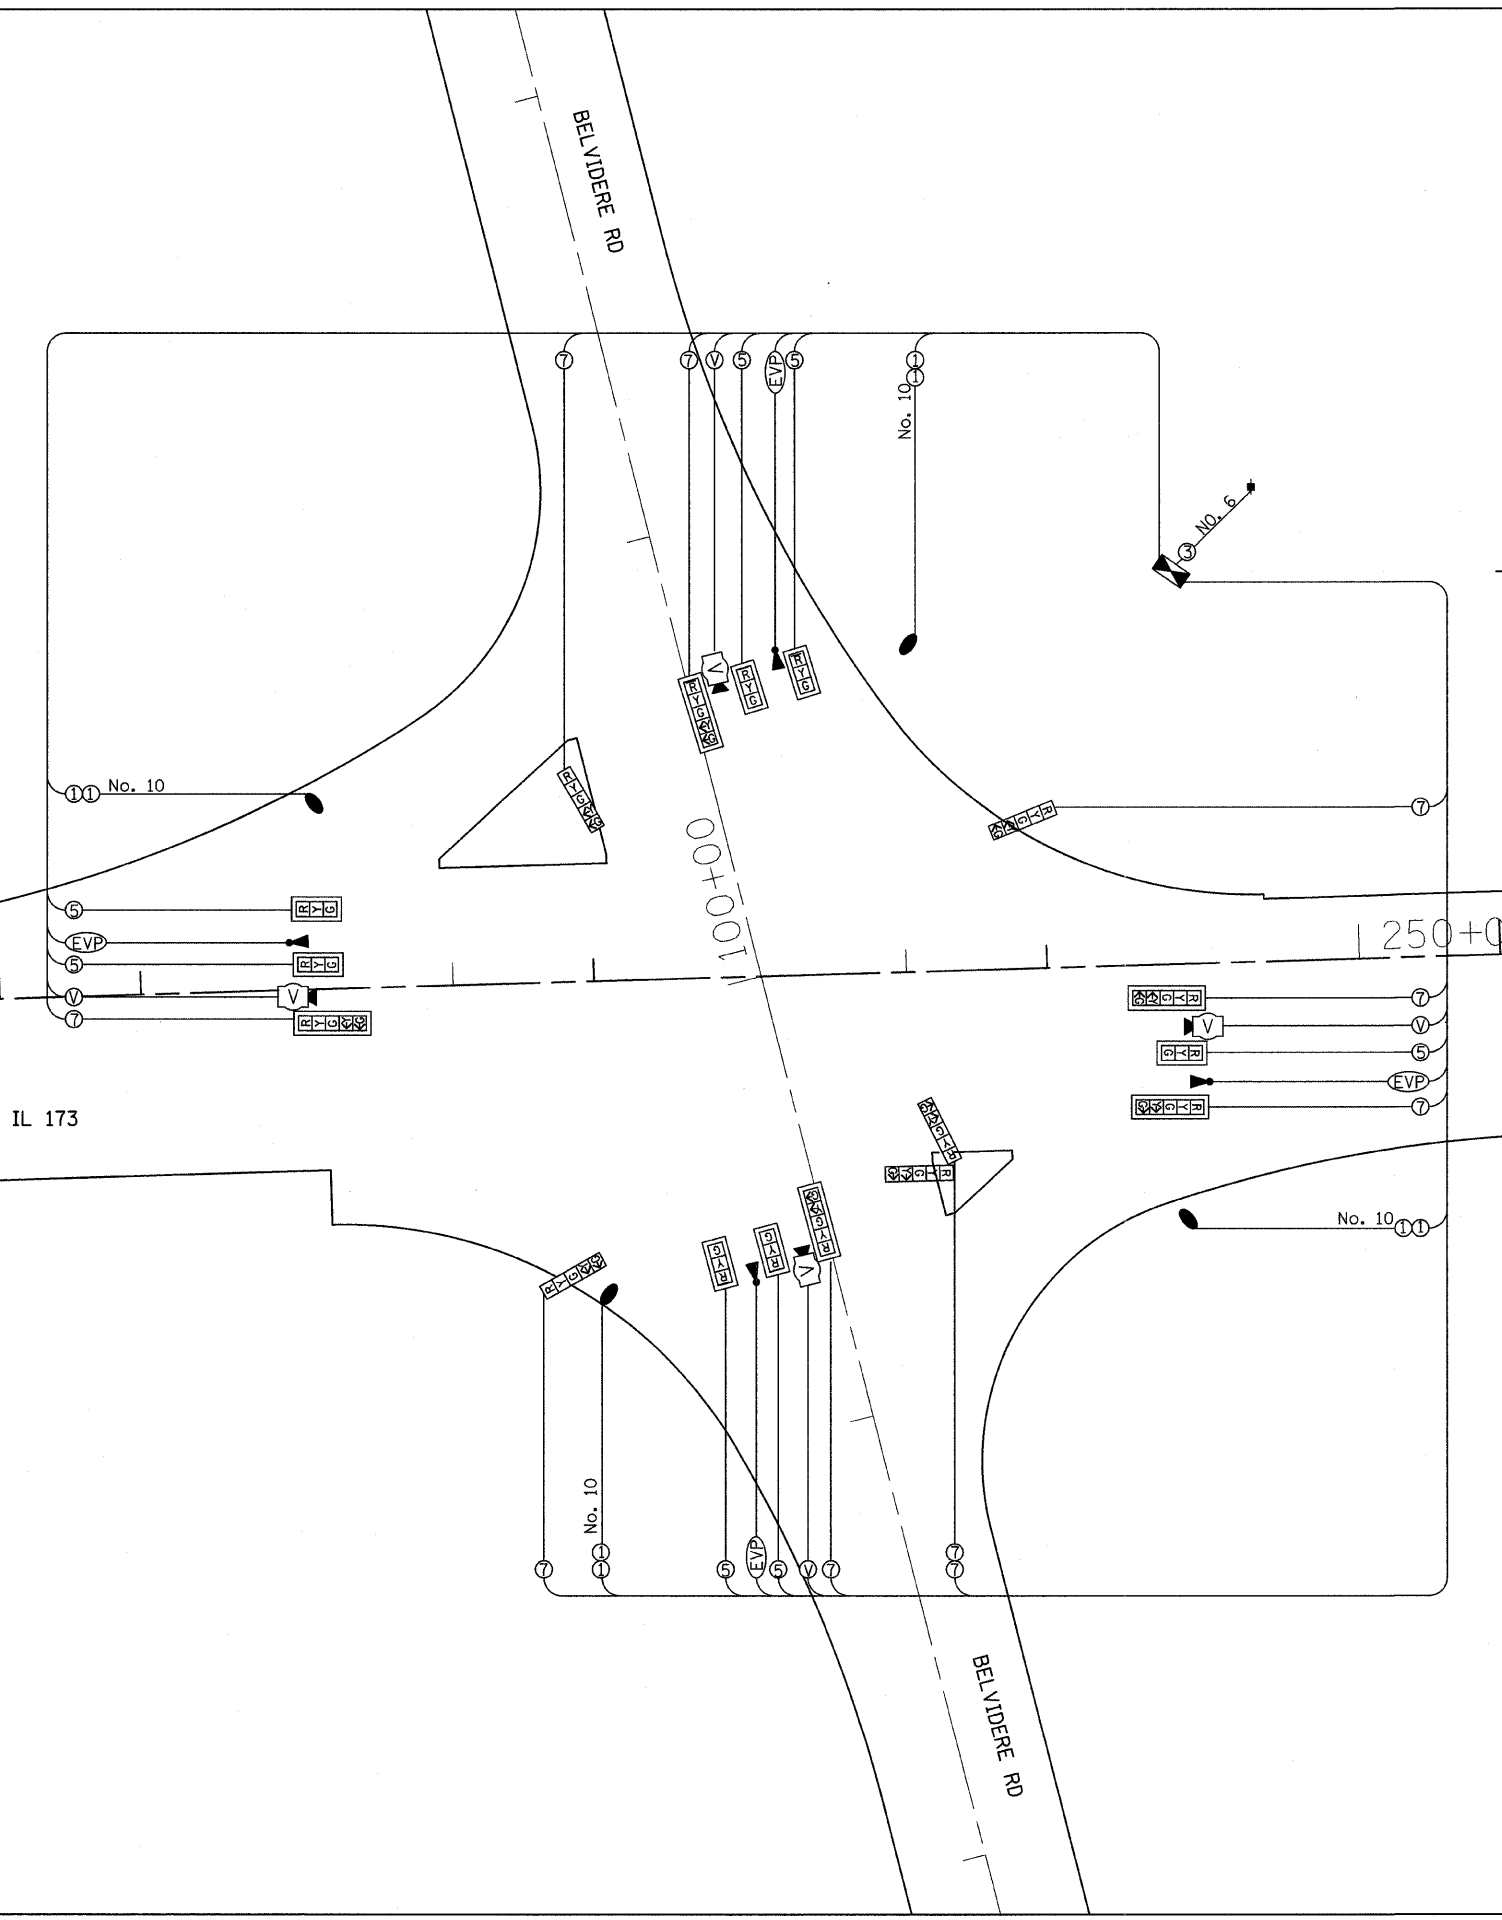 BELVIDERE RD
7
7
V
5
EVP
5
1
1
No. 10
NO. 6
3
V
R Y G
R Y G
R Y G Y G
1 1 No. 10
R Y G Y G
R Y G Y G
7
100+00
5
R Y G
EVP
250+0
5
R Y G
V
V
R Y G Y G
7
7
R Y G Y G
V
V
R Y G
5
EVP
R Y G Y G
7
IL 173
R Y G Y G
R Y G Y G
R Y G Y G
No. 10 1 1
R Y G
R Y G
V
R Y G Y G
No. 10
1
1
7
5
EVP
5
V
7
7
7
BELVIDERE RD